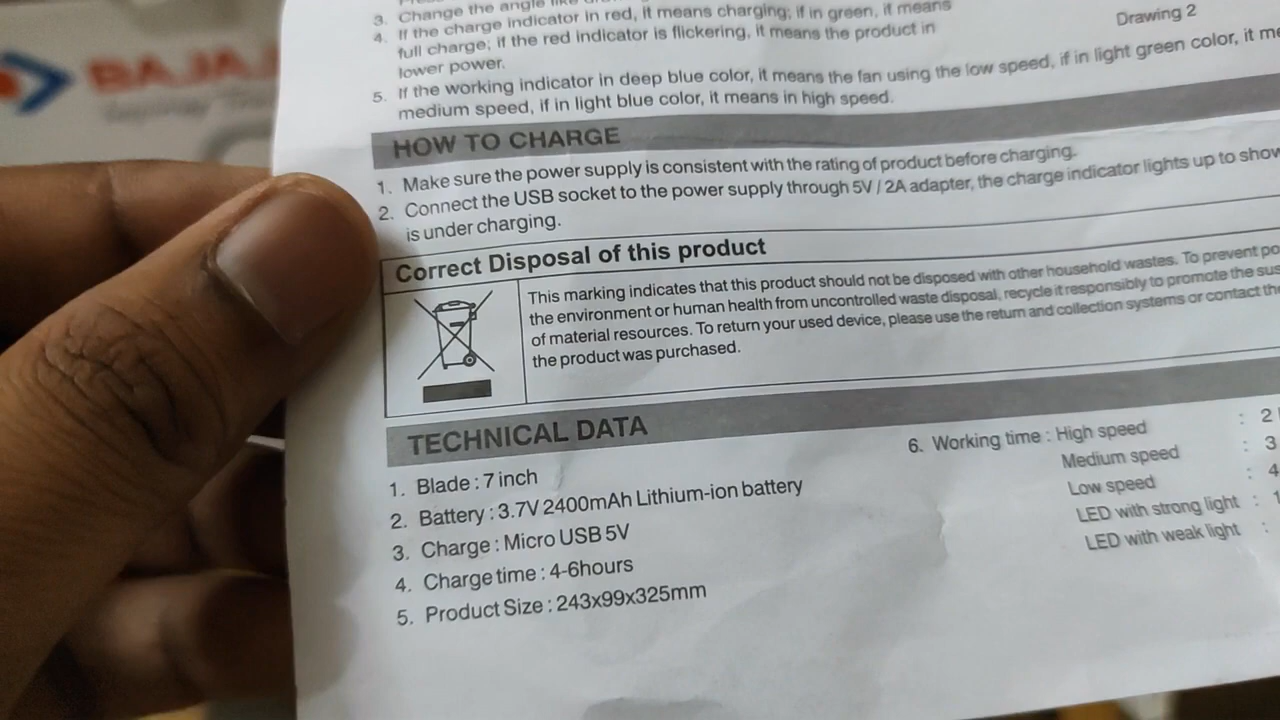 BAJAJ
3. Change the angle like
4. If the charge indicator in red, it means charging; if in green, it means
full charge; if the red indicator is flickering, it means the product in
lower power.
Drawing 2
5. If the working indicator in deep blue color, it means the fan using the low speed, if in light green color, it
medium speed, if in light blue color, it means in high speed.
HOW TO CHARGE
1. Make sure the power supply is consistent with the rating of product before charging.
2. Connect the USB socket to the power supply through 5V / 2A adapter, the charge indicator lights up to show
is under charging.
Correct Disposal of this product
This marking indicates that this product should not be disposed with other household wastes. To prevent
the environment or human health from uncontrolled waste disposal, recycle it responsibly to promote the
of material resources. To return your used device, please use the return and collection systems or contact
the product was purchased.
TECHNICAL DATA
1. Blade : 7 inch
2. Battery : 3.7V 2400mAh Lithium-ion battery
3. Charge : Micro USB 5V
4. Charge time : 4-6hours
5. Product Size : 243x99x325mm
6. Working time : High speed : 2
Medium speed : 3
Low speed : 4
LED with strong light : 1
LED with weak light :